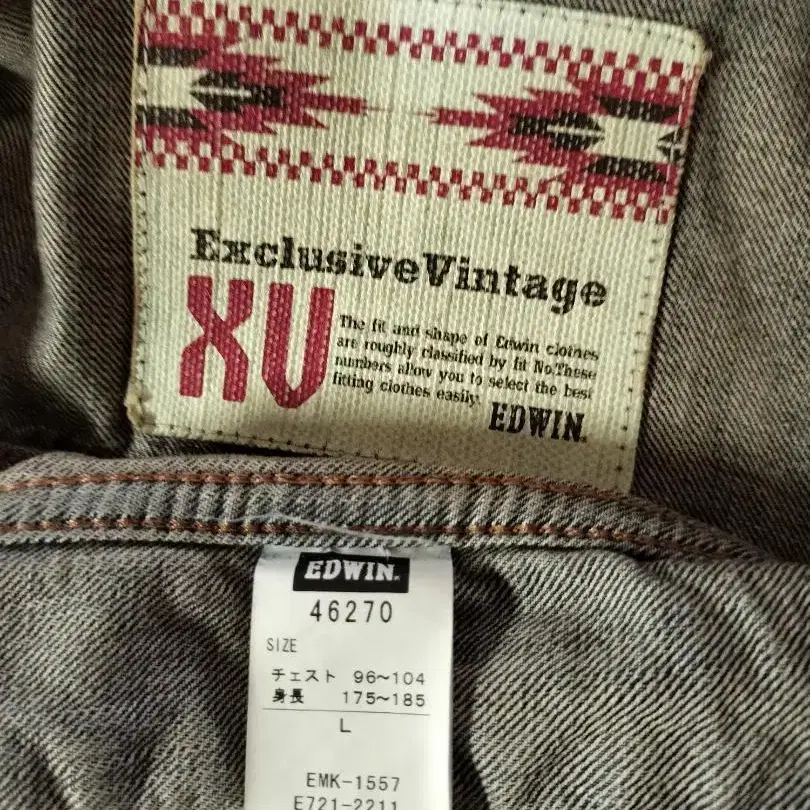 ExclusiveVintage
XV
The fit and shape of Edwin clothes
are roughly classified by fit No.These
numbers allow you to select the best
fitting clothes easily.
EDWIN.
EDWIN.
46270
SIZE
チェスト 96~104
身長 175~185
L
EMK-1557
E721-2211